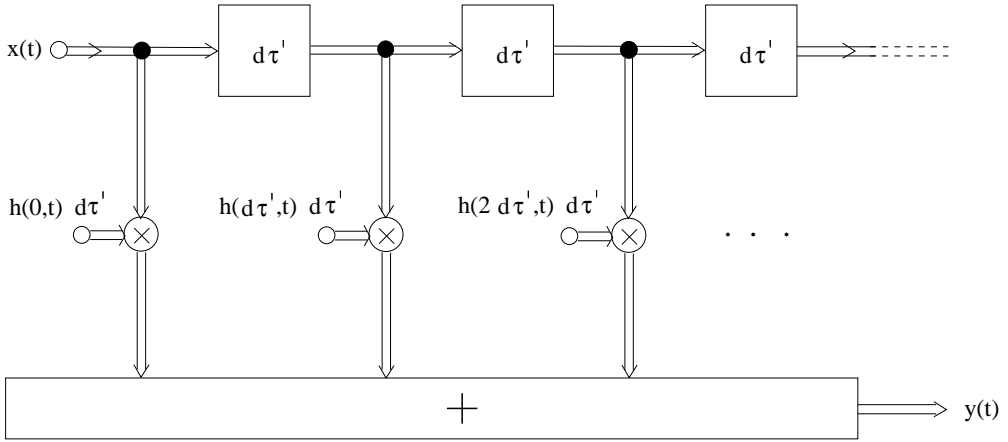 x(t) dτ' dτ' dτ'
h(0,t) dτ' h(dτ',t) dτ' h(2 dτ',t) dτ'
× × × . . .
+ y(t)